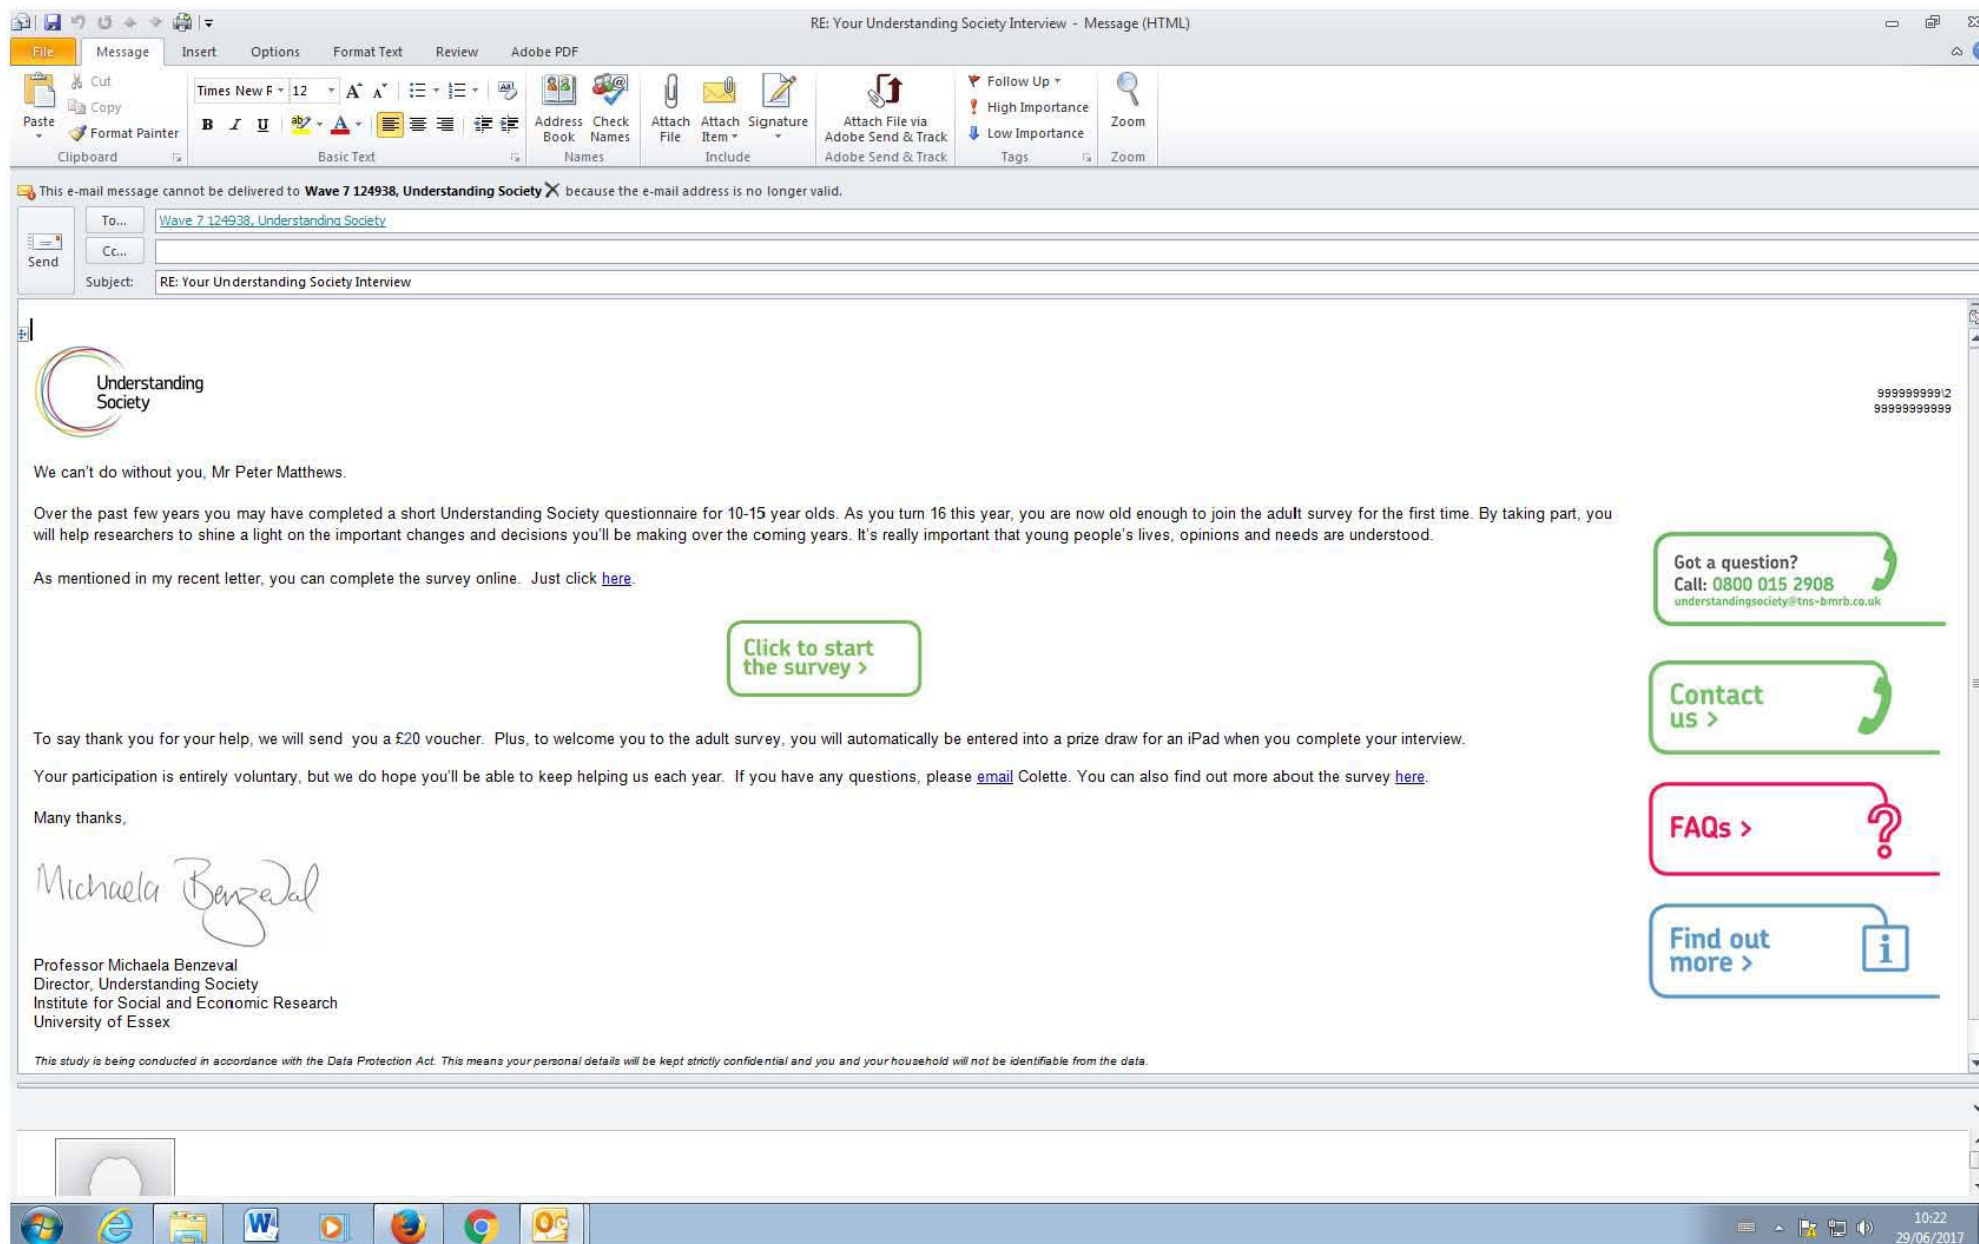 RE: Your Understanding Society Interview - Message (HTML)
File Message Insert Options Format Text Review Adobe PDF
Cut
Copy
Format Painter
Paste
Clipboard
Times New F 12
B I U
Basic Text
Address Book
Check Names
Names
Attach File
Attach Item
Signature
Include
Attach File via
Adobe Send & Track
Adobe Send & Track
Follow Up
High Importance
Low Importance
Tags
Zoom
Zoom
This e-mail message cannot be delivered to Wave 7 124938, Understanding Society because the e-mail address is no longer valid.
Send
To... Wave 7 124938, Understanding Society
Cc...
Subject: RE: Your Understanding Society Interview
Understanding
Society
999999999\2
99999999999
We can't do without you, Mr Peter Matthews.
Over the past few years you may have completed a short Understanding Society questionnaire for 10-15 year olds. As you turn 16 this year, you are now old enough to join the adult survey for the first time. By taking part, you
will help researchers to shine a light on the important changes and decisions you'll be making over the coming years. It's really important that young people's lives, opinions and needs are understood.
As mentioned in my recent letter, you can complete the survey online. Just click here.
Click to start
the survey >
To say thank you for your help, we will send you a £20 voucher. Plus, to welcome you to the adult survey, you will automatically be entered into a prize draw for an iPad when you complete your interview.
Your participation is entirely voluntary, but we do hope you'll be able to keep helping us each year. If you have any questions, please email Colette. You can also find out more about the survey here.
Many thanks,
Michaela Benzeval
Professor Michaela Benzeval
Director, Understanding Society
Institute for Social and Economic Research
University of Essex
This study is being conducted in accordance with the Data Protection Act. This means your personal details will be kept strictly confidential and you and your household will not be identifiable from the data.
Got a question?
Call: 0800 015 2908
understandingsociety@tns-bmrb.co.uk
Contact
us >
FAQs >
Find out
more >
10:22
29/06/2017